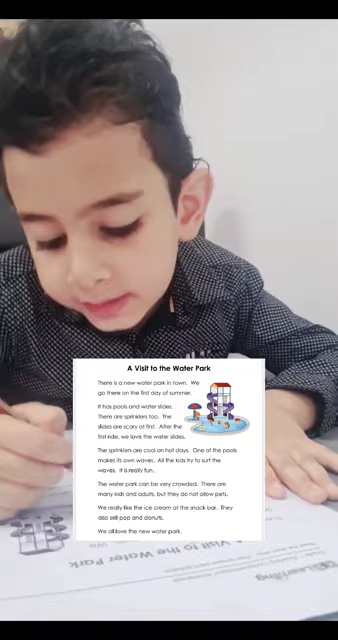 A Visit to the Water Park
There is a new water park in town. We
go there on the first day of summer.
It has pools and water slides.
There are sprinklers too. The
slides are scary at first. After the
first ride, we love the water slides.
The sprinklers are cool on hot days. One of the pools
makes its own waves. All the kids try to surf the
waves. It is really fun.
The water park can be very crowded. There are
many kids and adults, but they do not allow pets.
We really like the ice cream at the snack bar. They
also sell pop and donuts.
We all love the new water park.
A Visit to the Water Park
Learning